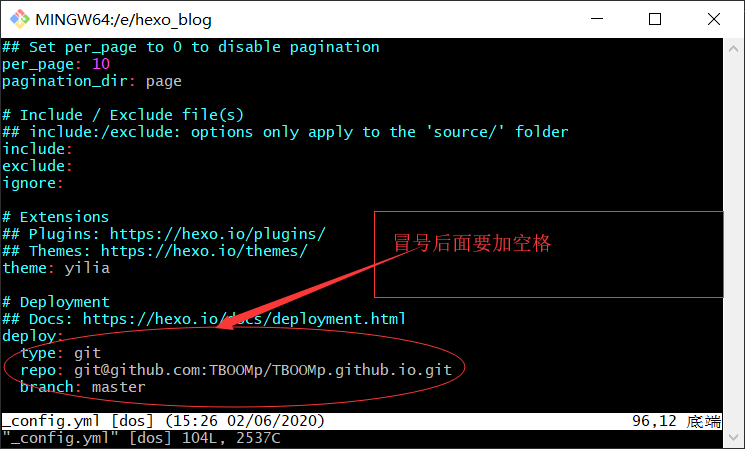 MINGW64:/e/hexo_blog
## Set per_page to 0 to disable pagination
per_page: 10
pagination_dir: page
# Include / Exclude file(s)
## include:/exclude: options only apply to the 'source/' folder
include:
exclude:
ignore:
# Extensions
## Plugins: https://hexo.io/plugins/
## Themes: https://hexo.io/themes/
theme: yilia
冒号后面要加空格
# Deployment
## Docs: https://hexo.io/docs/deployment.html
deploy:
  type: git
  repo: git@github.com:TBOOMp/TBOOMp.github.io.git
  branch: master
_config.yml [dos] (15:26 02/06/2020) 96,12 底端
"_config.yml" [dos] 104L, 2537C